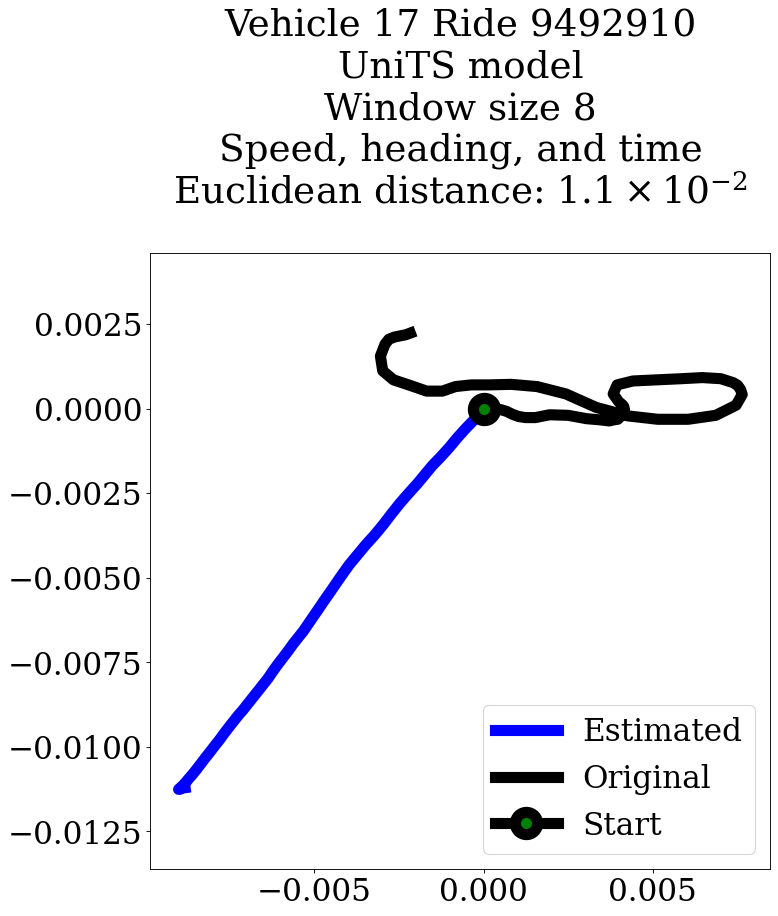 Vehicle 17 Ride 9492910
UniTS model
Window size 8
Speed, heading, and time
Euclidean distance: 1.1 × 10⁻²
0.0025
0.0000
−0.0025
−0.0050
−0.0075
−0.0100
−0.0125
Estimated
Original
Start
−0.005
0.000
0.005